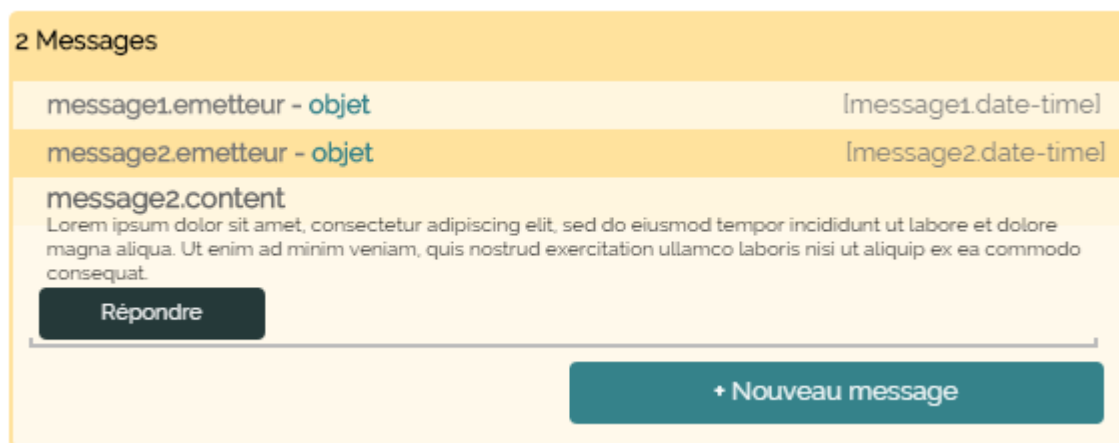 2 Messages
message1.emetteur - objet [message1.date-time]
message2.emetteur - objet [message2.date-time]
message2.content
Lorem ipsum dolor sit amet, consectetur adipiscing elit, sed do eiusmod tempor incididunt ut labore et dolore
magna aliqua. Ut enim ad minim veniam, quis nostrud exercitation ullamco laboris nisi ut aliquip ex ea commodo
consequat.
Répondre
+ Nouveau message